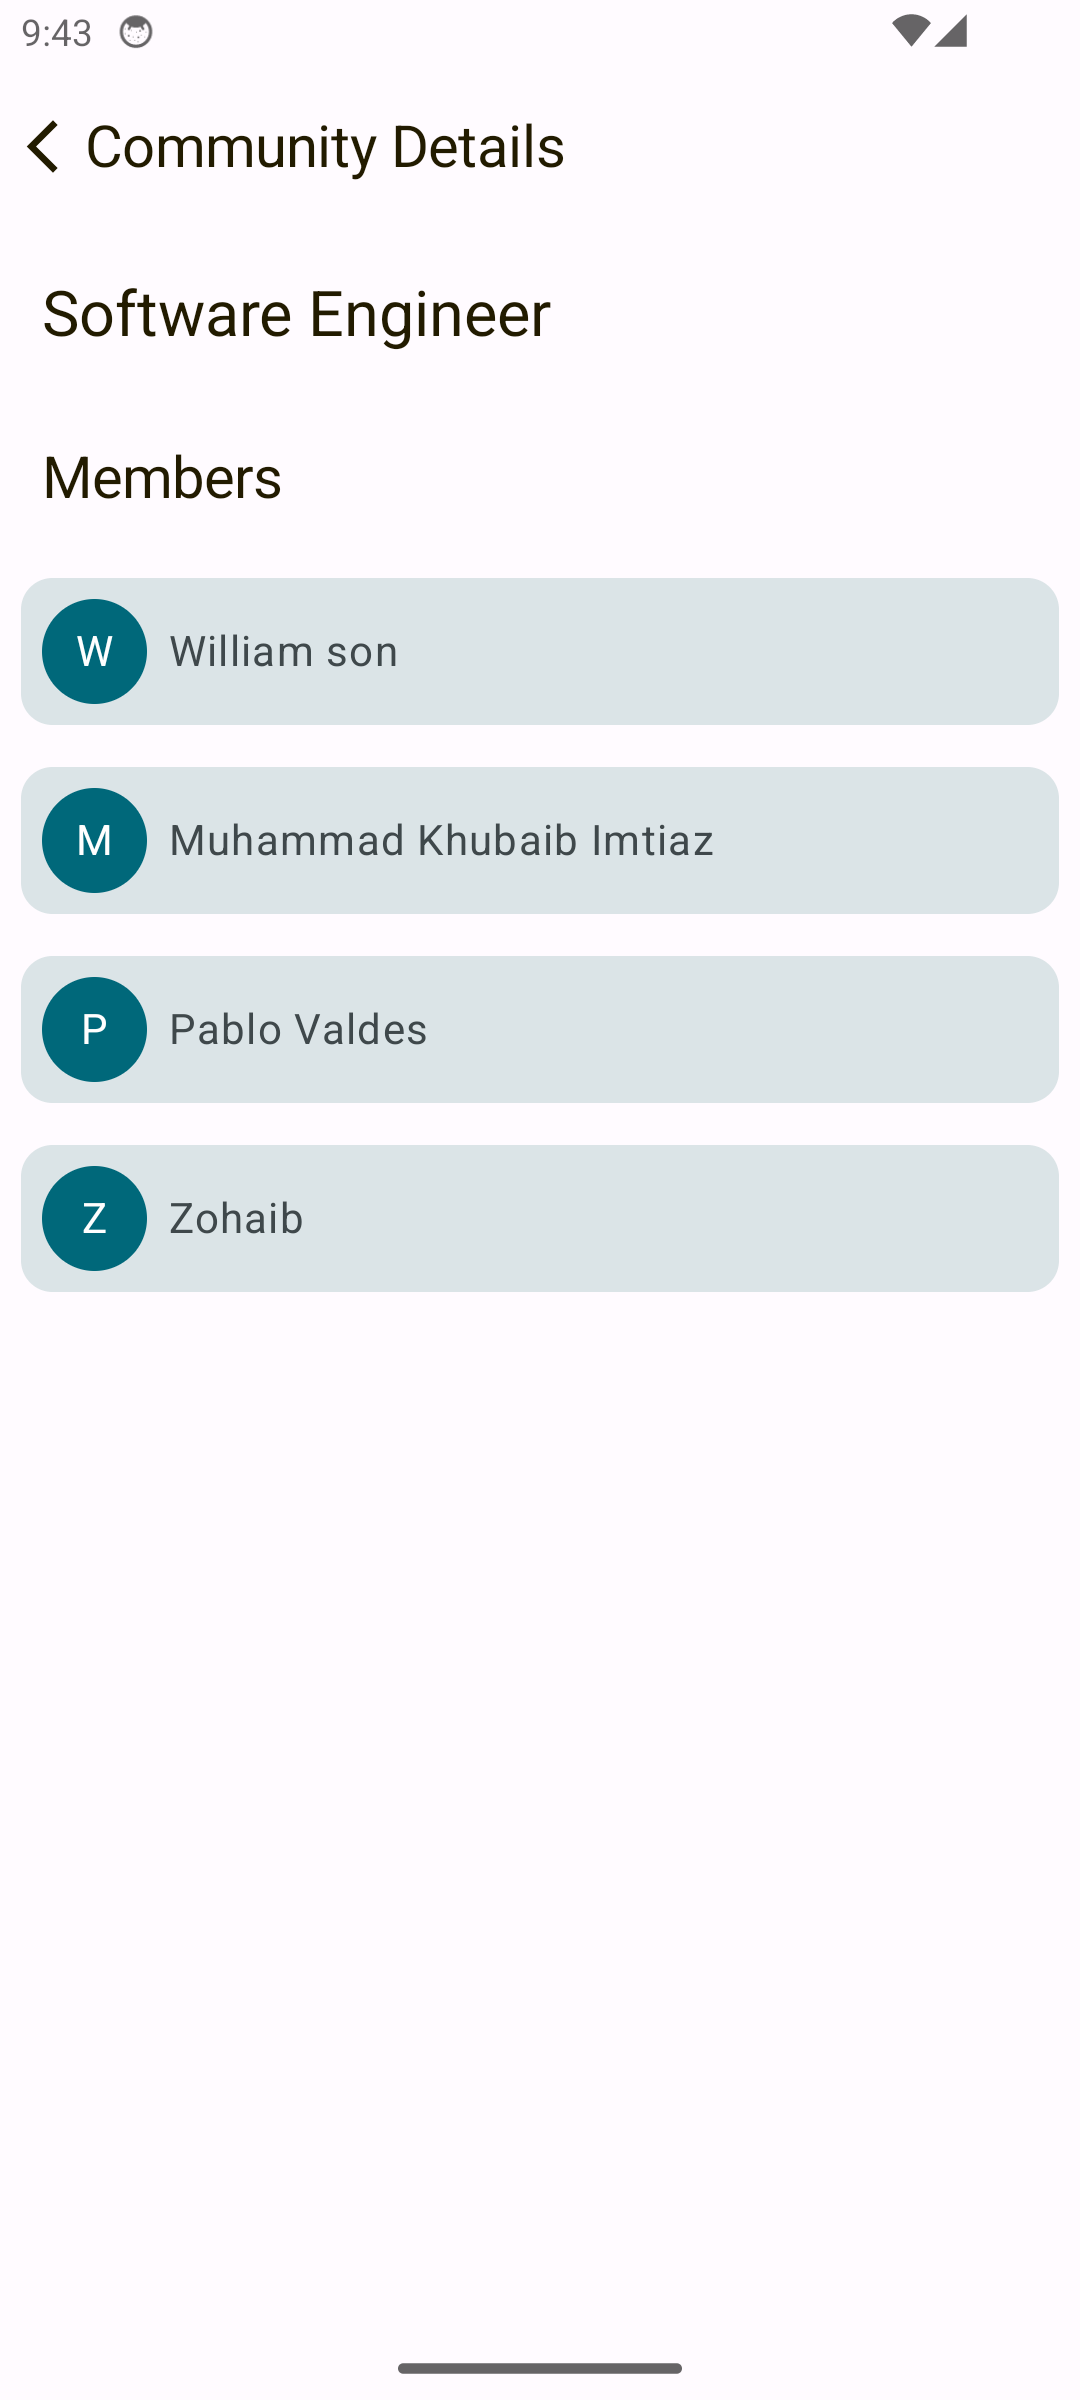 9:43
Community Details
Software Engineer
Members
W William son
M Muhammad Khubaib Imtiaz
P Pablo Valdes
Z Zohaib